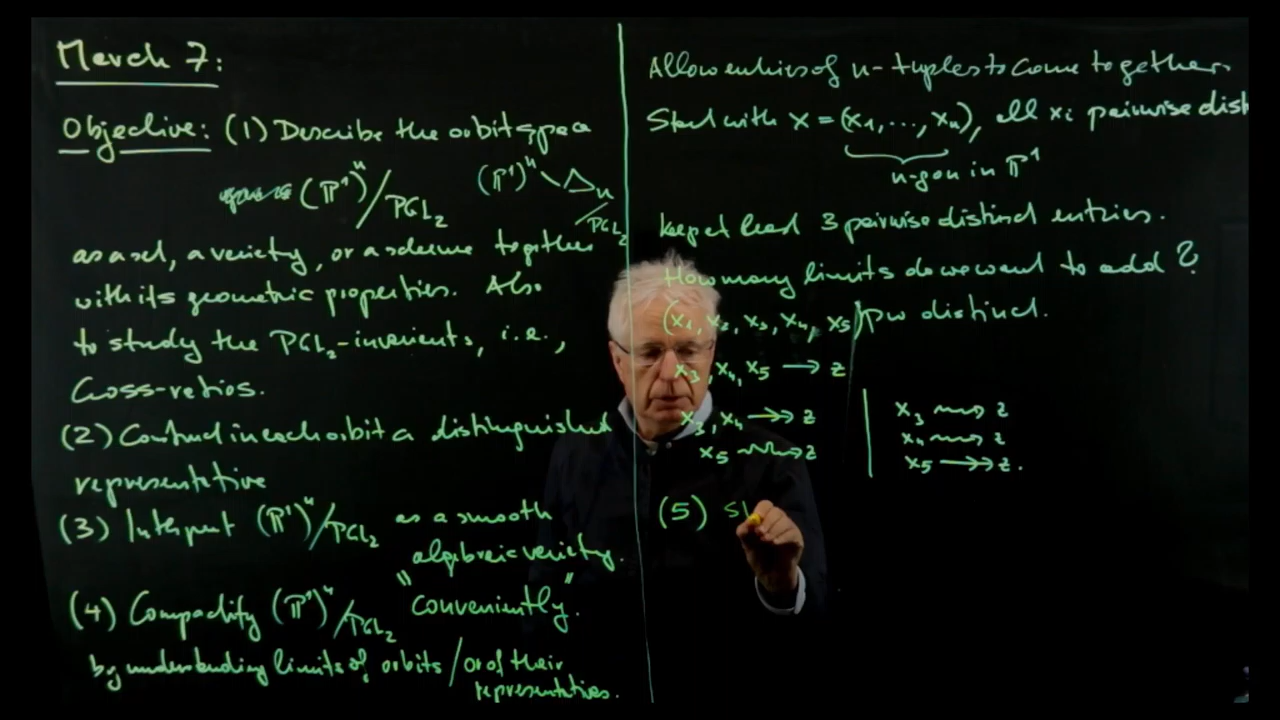 March 7:
Objective: (1) Describe the orbit space
(P¹)ⁿ/PGL₂ (P¹)ⁿ \ Δₙ /PGL₂
as a set, a variety, or a scheme together
with its geometric properties. Also
to study the PGL₂-invariants, i.e.,
Cross-ratios.
(2) Construct in each orbit a distinguished
representative
(3) Interpret (P¹)ⁿ/PGL₂ as a smooth
algebraic variety.
(4) Compactify (P¹)ⁿ/PGL₂ "conveniently".
by understanding limits of orbits / or of their
representatives.
Allow entries of n-tuples to come together.
Start with x = (x₁, ..., xₙ), all xᵢ pairwise dist
n-gon in P¹
Keep at least 3 pairwise distinct entries.
How many limits do we want to add?
(x₁, x₂, x₃, x₄, x₅) pw distinct.
x₃, x₄, x₅ → z
x₃, x₄ →→ z
x₅ ⇝ z
x₃ ⇝ z
x₄ ⇝ z
x₅ →→ z.
(5)